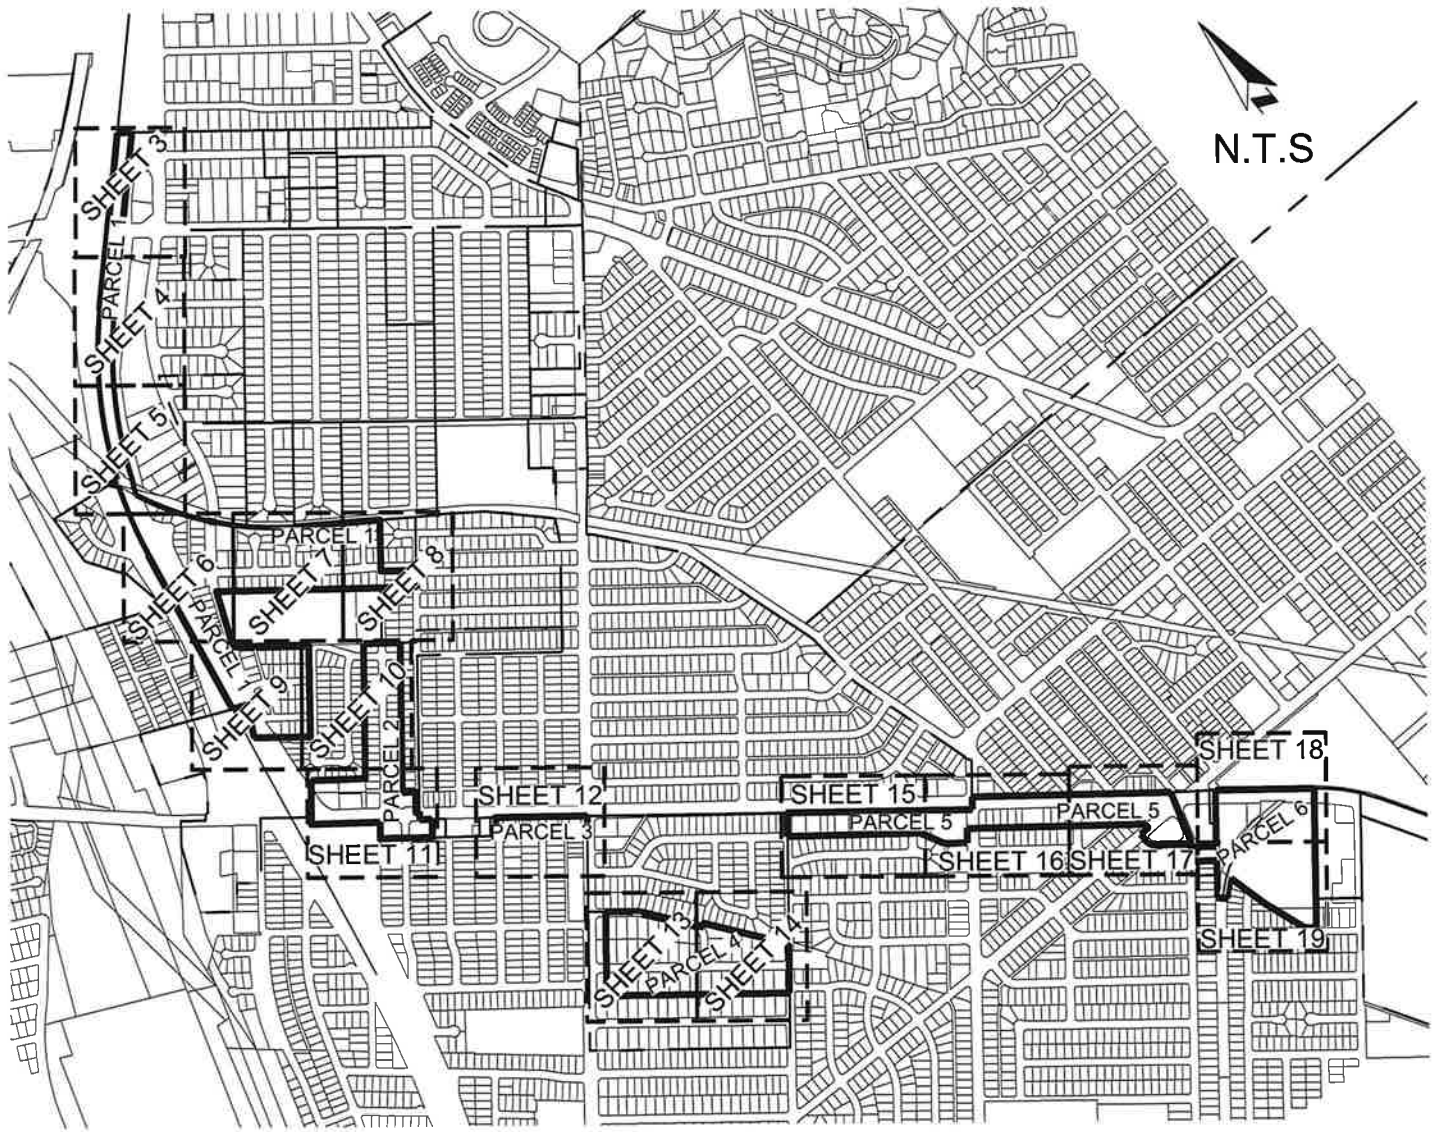 N.T.S
SHEET 3
PARCEL 1
SHEET 4
SHEET 5
PARCEL 1
SHEET 6
SHEET 7
SHEET 8
PARCEL 1
SHEET 9
SHEET 10
PARCEL 2
SHEET 11
SHEET 12
PARCEL 3
SHEET 13
PARCEL 4
SHEET 14
SHEET 15
PARCEL 5
PARCEL 5
SHEET 16
SHEET 17
SHEET 18
PARCEL 6
SHEET 19